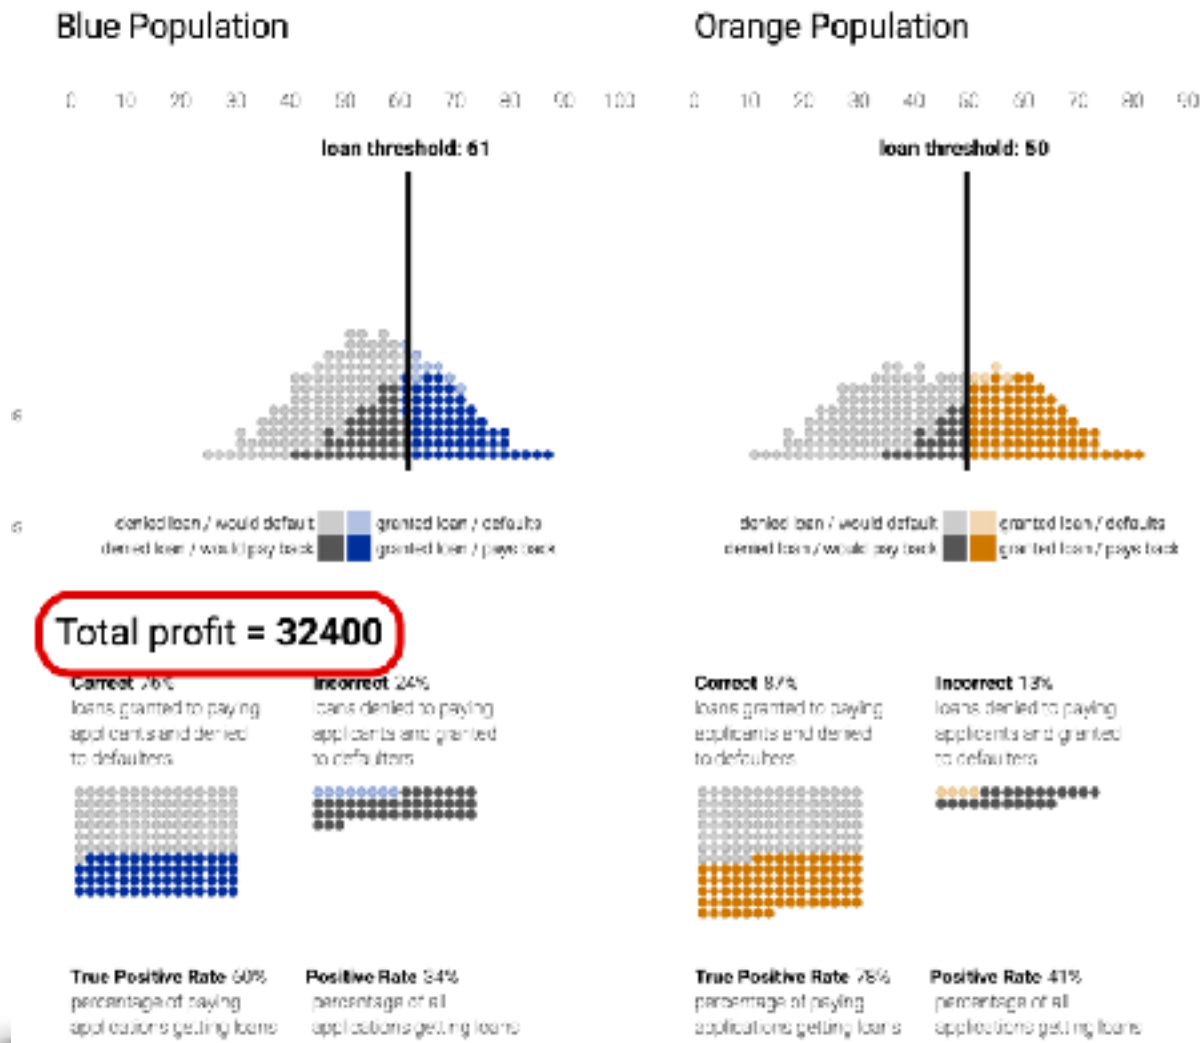 Blue Population
Orange Population
0 10 20 30 40 50 60 70 80 90 100
0 10 20 30 40 50 60 70 80 90
loan threshold: 61
loan threshold: 50
denied loan / would default
granted loan / defaults
denied loan / would pay back
granted loan / pays back
denied loan / would default
granted loan / defaults
denied loan / would pay back
granted loan / pays back
Total profit = 32400
Correct 76%
loans granted to paying
applicants and denied
to defaulters
Incorrect 24%
loans denied to paying
applicants and granted
to defaulters
Correct 87%
loans granted to paying
applicants and denied
to defaulters
Incorrect 13%
loans denied to paying
applicants and granted
to defaulters
True Positive Rate 60%
percentage of paying
applications getting loans
Positive Rate 34%
percentage of all
applications getting loans
True Positive Rate 78%
percentage of paying
applications getting loans
Positive Rate 41%
percentage of all
applications getting loans